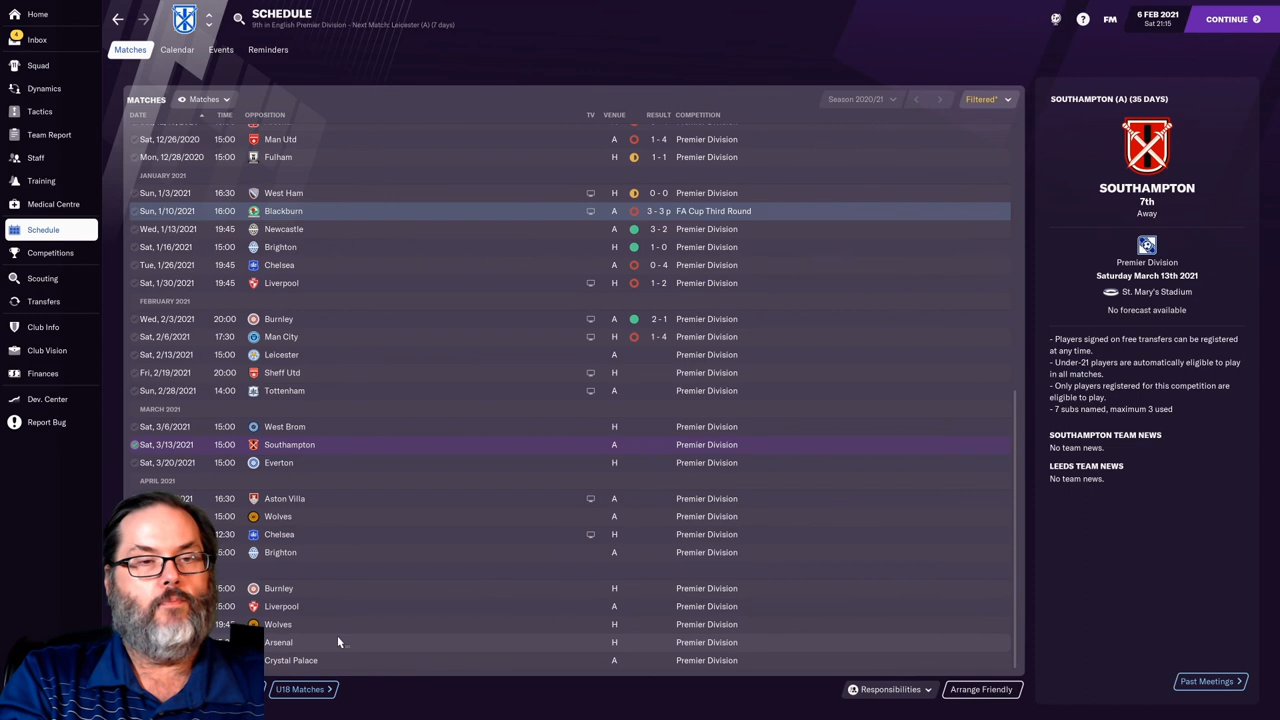 Home
SCHEDULE
9th in English Premier Division - Next Match: Leicester (A) (7 days)
FM
6 FEB 2021
Sat 21:15
CONTINUE
4
Inbox
Matches
Calendar
Events
Reminders
Squad
Dynamics
Tactics
Team Report
Staff
Training
Medical Centre
Schedule
Competitions
Scouting
Transfers
Club Info
Club Vision
Finances
Dev. Center
Report Bug
MATCHES
Matches
Season 2020/21
Filtered*
DATE TIME OPPOSITION TV VENUE RESULT COMPETITION
Sat, 12/26/2020 15:00 Man Utd A 1 - 4 Premier Division
Mon, 12/28/2020 15:00 Fulham H 1 - 1 Premier Division
JANUARY 2021
Sun, 1/3/2021 16:30 West Ham H 0 - 0 Premier Division
Sun, 1/10/2021 16:00 Blackburn A 3 - 3 p FA Cup Third Round
Wed, 1/13/2021 19:45 Newcastle A 3 - 2 Premier Division
Sat, 1/16/2021 15:00 Brighton H 1 - 0 Premier Division
Tue, 1/26/2021 19:45 Chelsea A 0 - 4 Premier Division
Sat, 1/30/2021 19:45 Liverpool H 1 - 2 Premier Division
FEBRUARY 2021
Wed, 2/3/2021 20:00 Burnley A 2 - 1 Premier Division
Sat, 2/6/2021 17:30 Man City H 1 - 4 Premier Division
Sat, 2/13/2021 15:00 Leicester A Premier Division
Fri, 2/19/2021 20:00 Sheff Utd H Premier Division
Sun, 2/28/2021 14:00 Tottenham A Premier Division
MARCH 2021
Sat, 3/6/2021 15:00 West Brom H Premier Division
Sat, 3/13/2021 15:00 Southampton A Premier Division
Sat, 3/20/2021 15:00 Everton H Premier Division
APRIL 2021
16:30 Aston Villa A Premier Division
15:00 Wolves A Premier Division
12:30 Chelsea H Premier Division
Brighton A Premier Division
Burnley H Premier Division
Liverpool A Premier Division
Wolves H Premier Division
Arsenal H Premier Division
Crystal Palace A Premier Division
U18 Matches
Responsibilities
Arrange Friendly
SOUTHAMPTON (A) (35 DAYS)
SOUTHAMPTON
7th
Away
Premier Division
Saturday March 13th 2021
St. Mary's Stadium
No forecast available
- Players signed on free transfers can be registered
at any time.
- Under-21 players are automatically eligible to play
in all matches.
- Only players registered for this competition are
eligible to play.
- 7 subs named, maximum 3 used
SOUTHAMPTON TEAM NEWS
No team news.
LEEDS TEAM NEWS
No team news.
Past Meetings